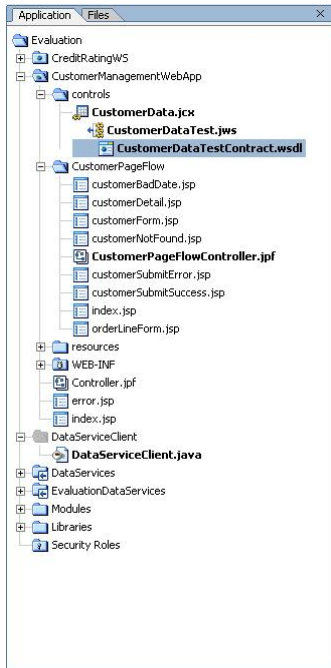 Application Files
Evaluation
CreditRatingWS
CustomerManagementWebApp
controls
CustomerData.jcx
CustomerDataTest.jws
CustomerDataTestContract.wsdl
CustomerPageFlow
customerBadDate.jsp
customerDetail.jsp
customerForm.jsp
customerNotFound.jsp
CustomerPageFlowController.jpf
customerSubmitError.jsp
customerSubmitSuccess.jsp
index.jsp
orderLineForm.jsp
resources
WEB-INF
Controller.jpf
error.jsp
index.jsp
DataServiceClient
DataServiceClient.java
DataServices
EvaluationDataServices
Modules
Libraries
Security Roles